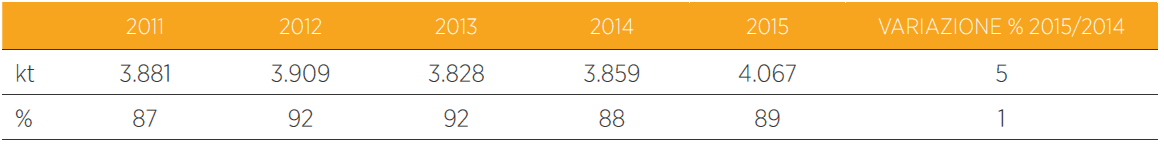 2011 2012 2013 2014 2015 VARIAZIONE % 2015/2014
kt 3.881 3.909 3.828 3.859 4.067 5
% 87 92 92 88 89 1